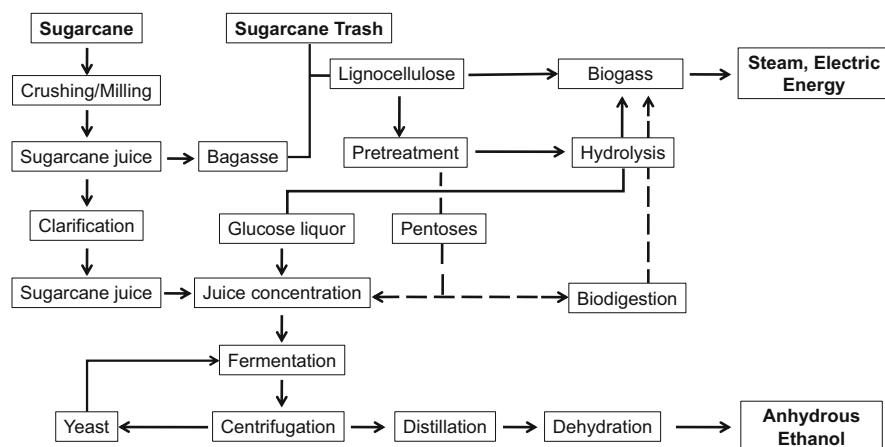 Sugarcane
Sugarcane Trash
Lignocellulose
Biogass
Steam, Electric
Energy
Crushing/Milling
Sugarcane juice
Bagasse
Pretreatment
Hydrolysis
Clarification
Glucose liquor
Pentoses
Sugarcane juice
Juice concentration
Biodigestion
Fermentation
Yeast
Centrifugation
Distillation
Dehydration
Anhydrous
Ethanol